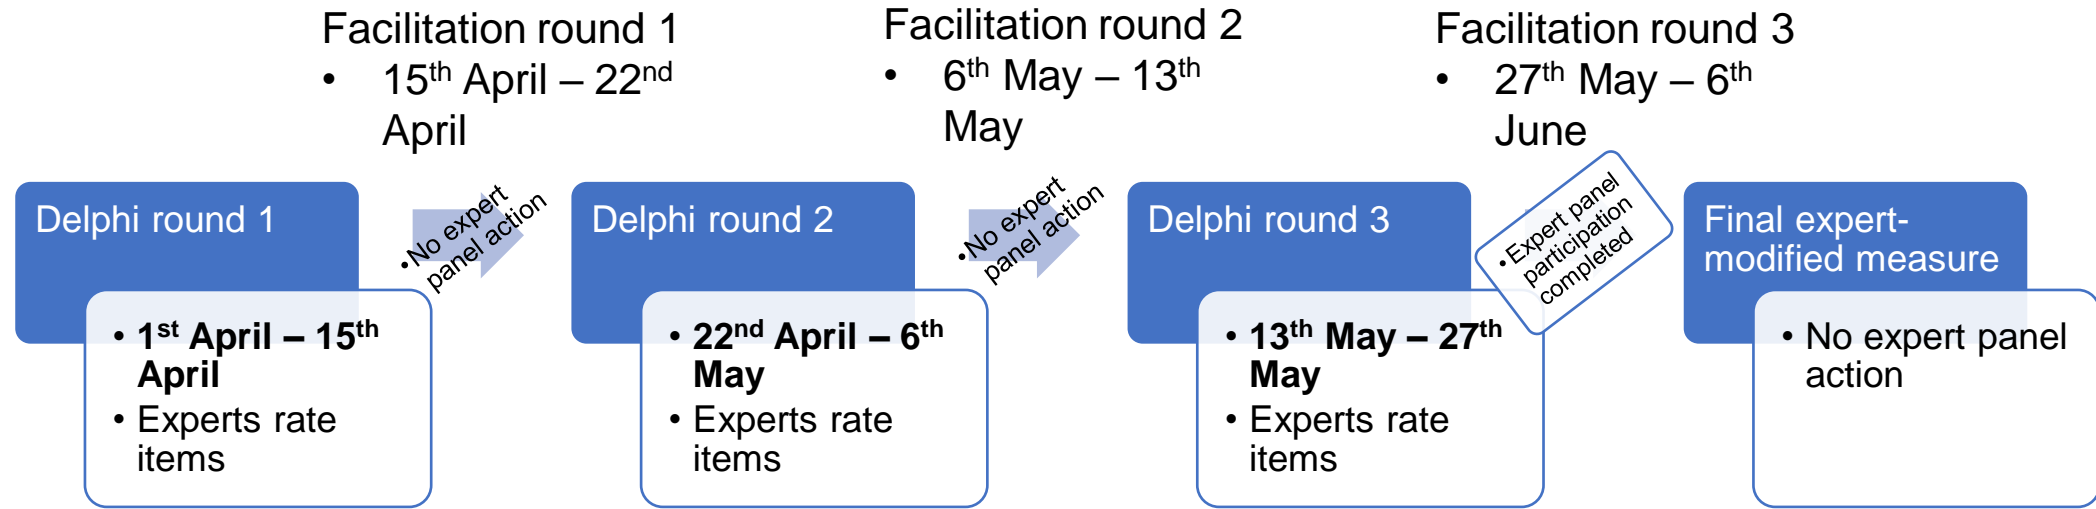 Facilitation round 1
• 15th April – 22nd
April
Facilitation round 2
• 6th May – 13th
May
Facilitation round 3
• 27th May – 6th
June
Delphi round 1
• 1st April – 15th
April
• Experts rate
items
•No expert
panel action
Delphi round 2
• 22nd April – 6th
May
• Experts rate
items
•No expert
panel action
Delphi round 3
• 13th May – 27th
May
• Experts rate
items
•Expert panel
participation
completed
Final expert-
modified measure
• No expert panel
action